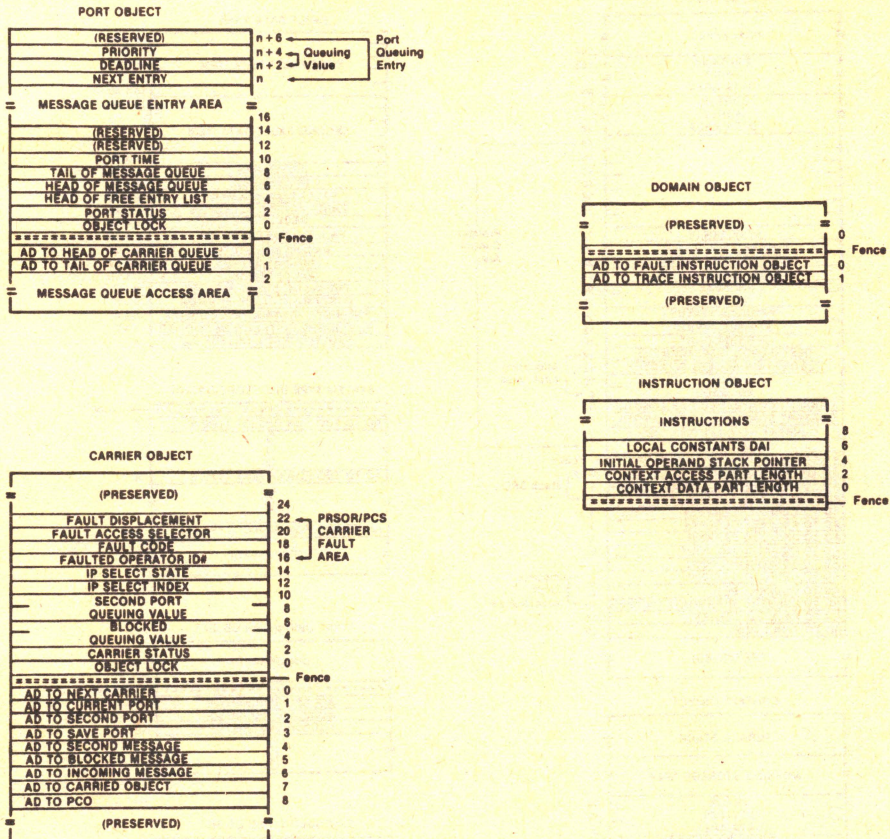 PORT OBJECT
(RESERVED) n + 6 Port
PRIORITY n + 4 Queuing Queuing
DEADLINE n + 2 Value Entry
NEXT ENTRY n
= MESSAGE QUEUE ENTRY AREA =
16
(RESERVED) 14
(RESERVED) 12
PORT TIME 10
TAIL OF MESSAGE QUEUE 8
HEAD OF MESSAGE QUEUE 6
HEAD OF FREE ENTRY LIST 4
PORT STATUS 2
OBJECT LOCK 0
Fence
AD TO HEAD OF CARRIER QUEUE 0
AD TO TAIL OF CARRIER QUEUE 1
2
= MESSAGE QUEUE ACCESS AREA =
DOMAIN OBJECT
= (PRESERVED) =
0
Fence
AD TO FAULT INSTRUCTION OBJECT 0
AD TO TRACE INSTRUCTION OBJECT 1
= (PRESERVED) =
INSTRUCTION OBJECT
= INSTRUCTIONS =
8
LOCAL CONSTANTS DAI 6
INITIAL OPERAND STACK POINTER 4
CONTEXT ACCESS PART LENGTH 2
CONTEXT DATA PART LENGTH 0
Fence
CARRIER OBJECT
= (PRESERVED) =
24
FAULT DISPLACEMENT 22 PRSOR/PCS
FAULT ACCESS SELECTOR 20 CARRIER
FAULT CODE 18 FAULT
FAULTED OPERATOR ID# 16 AREA
IP SELECT STATE 14
IP SELECT INDEX 12
SECOND PORT 10
QUEUING VALUE 8
BLOCKED 6
QUEUING VALUE 4
CARRIER STATUS 2
OBJECT LOCK 0
Fence
AD TO NEXT CARRIER 0
AD TO CURRENT PORT 1
AD TO SECOND PORT 2
AD TO SAVE PORT 3
AD TO SECOND MESSAGE 4
AD TO BLOCKED MESSAGE 5
AD TO INCOMING MESSAGE 6
AD TO CARRIED OBJECT 7
AD TO PCO 8
= (PRESERVED) =